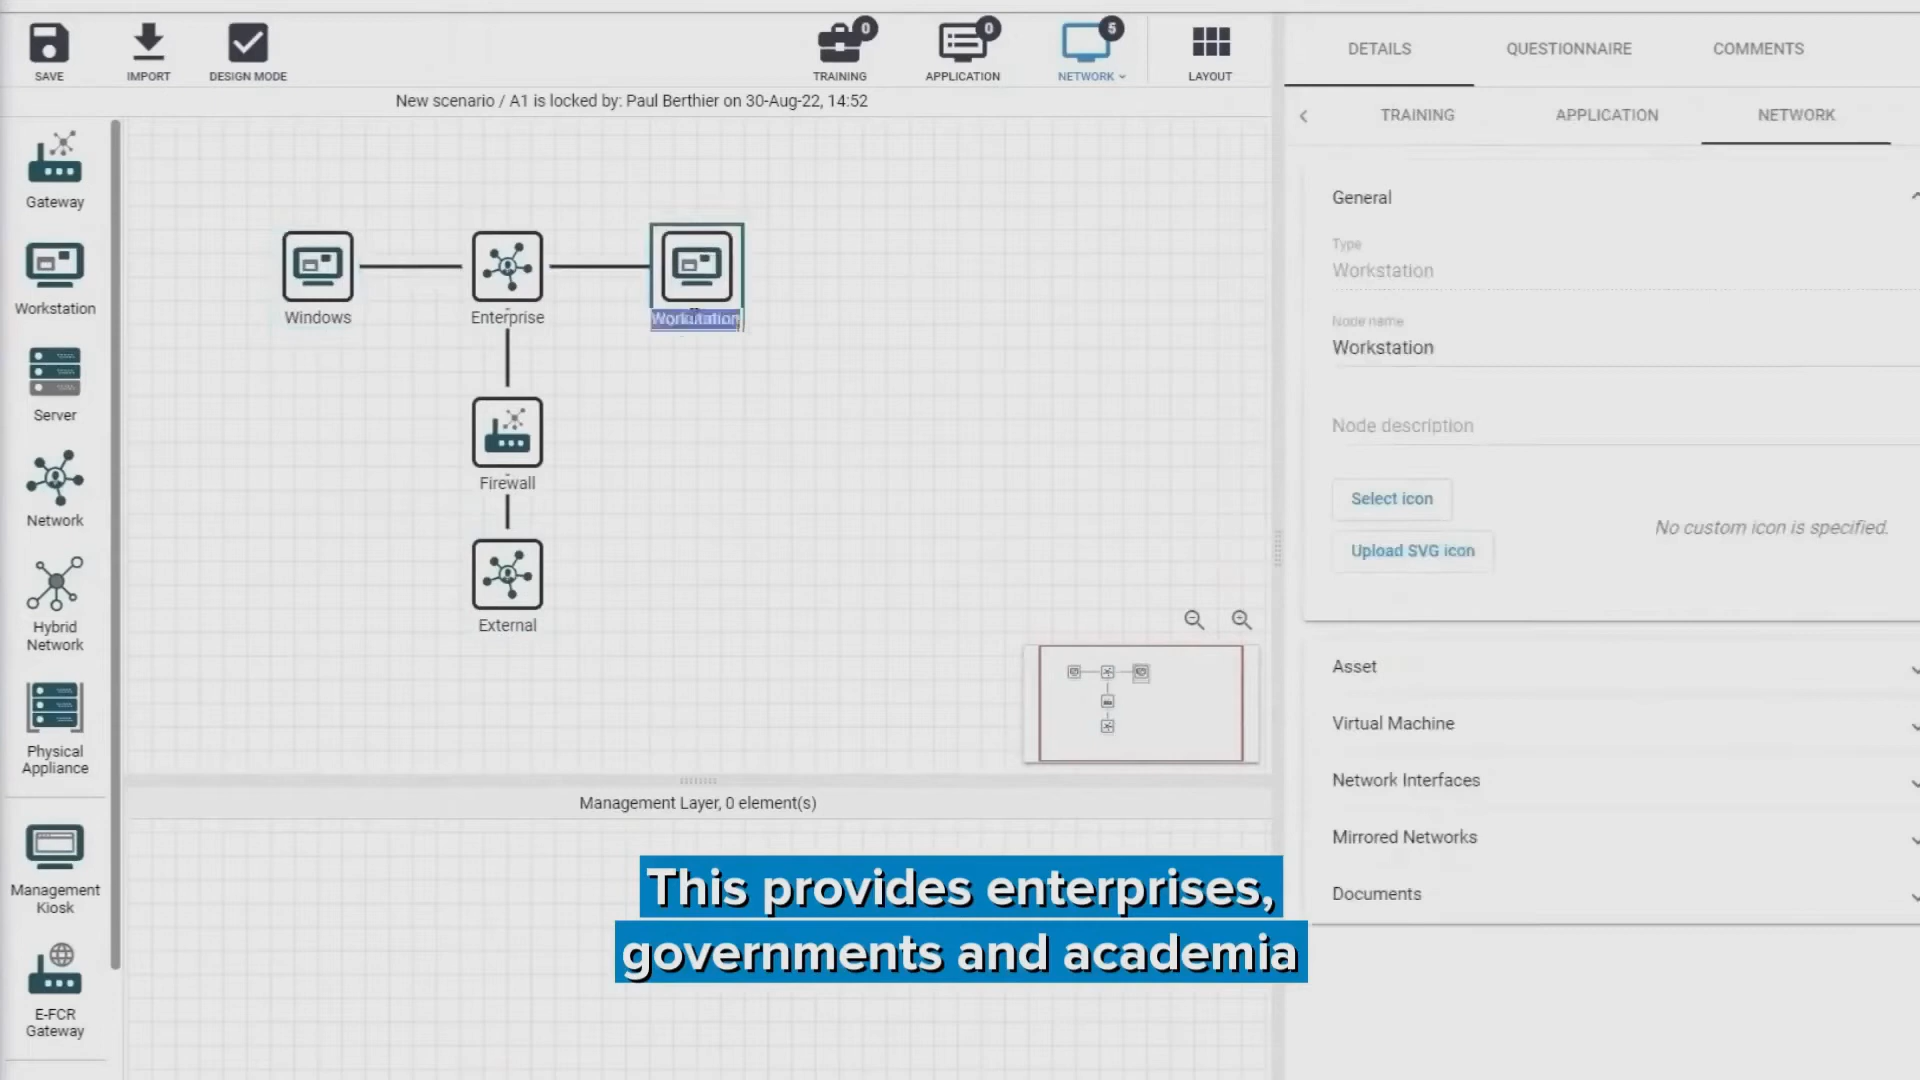 SAVE
IMPORT
DESIGN MODE
0
TRAINING
0
APPLICATION
5
NETWORK
LAYOUT
New scenario / A1 is locked by: Paul Berthier on 30-Aug-22, 14:52
Gateway
Workstation
Server
Network
Hybrid
Network
Physical
Appliance
Management
Kiosk
E-FCR
Gateway
Windows
Enterprise
Firewall
External
Management Layer, 0 element(s)
DETAILS
QUESTIONNAIRE
COMMENTS
TRAINING
APPLICATION
NETWORK
General
Type
Workstation
Node name
Workstation
Node description
Select icon
Upload SVG icon
No custom icon is specified.
Asset
Virtual Machine
Network Interfaces
Mirrored Networks
Documents
This provides enterprises,
governments and academia